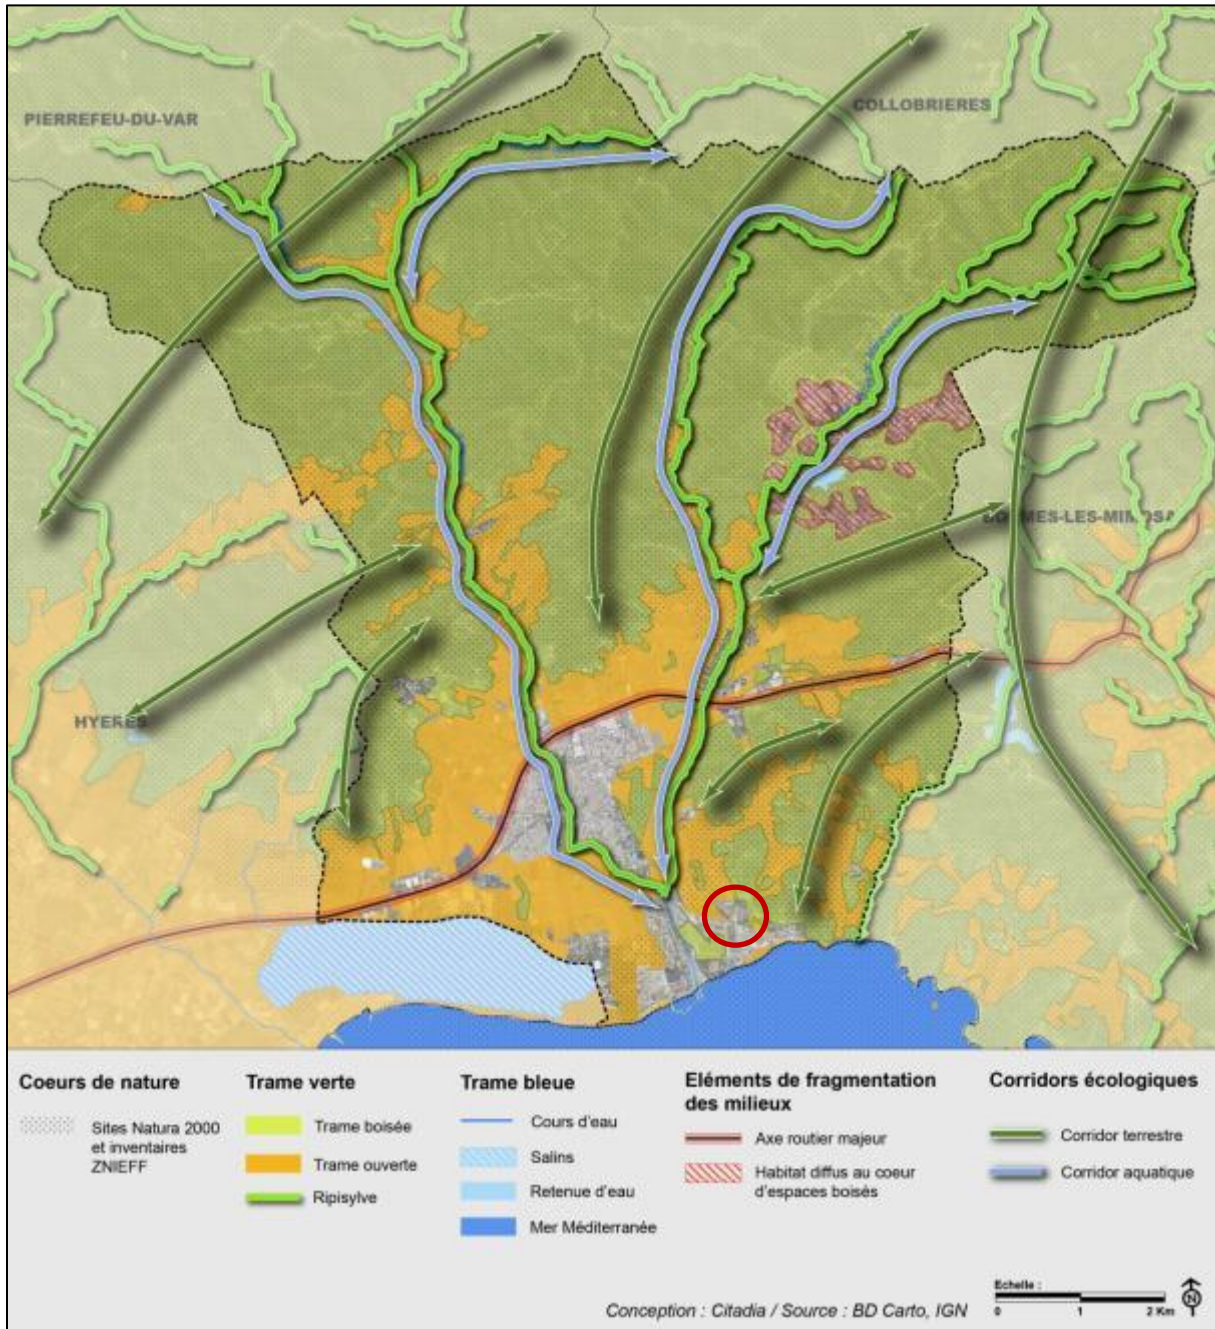 PIERREFEU-DU-VAR
COLLOBRIERES
BORMES-LES-MIMOSA
HYERES
Coeurs de nature
Sites Natura 2000
et inventaires
ZNIEFF
Trame verte
Trame boisée
Trame ouverte
Ripisylve
Trame bleue
Cours d'eau
Salins
Retenue d'eau
Mer Méditerranée
Eléments de fragmentation
des milieux
Axe routier majeur
Habitat diffus au coeur
d'espaces boisés
Corridors écologiques
Corridor terrestre
Corridor aquatique
Echelle :
0 1 2 Km
N
Conception : Citadia / Source : BD Carto, IGN